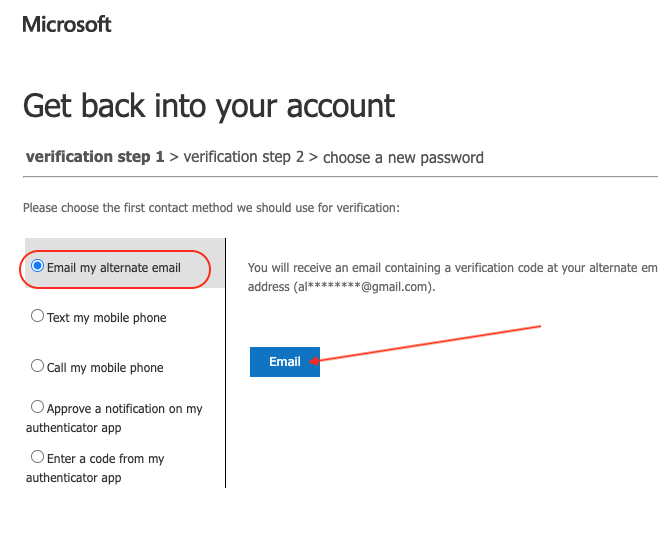 Microsoft
Get back into your account
verification step 1 > verification step 2 > choose a new password
Please choose the first contact method we should use for verification:
Email my alternate email
Text my mobile phone
Call my mobile phone
Approve a notification on my
authenticator app
Enter a code from my
authenticator app
You will receive an email containing a verification code at your alternate em
address (al********@gmail.com).
Email